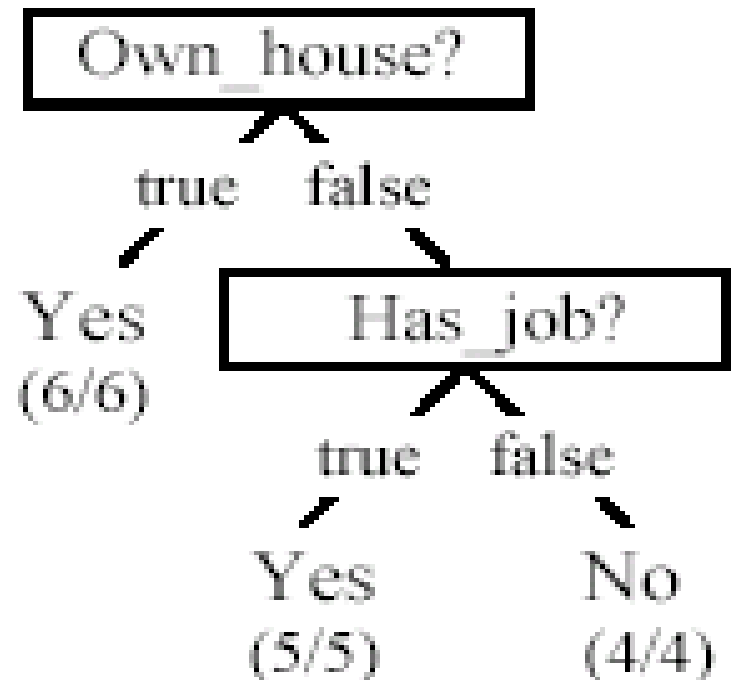 Own_house?
true false
Yes
(6/6)
Has_job?
true false
Yes No
(5/5) (4/4)